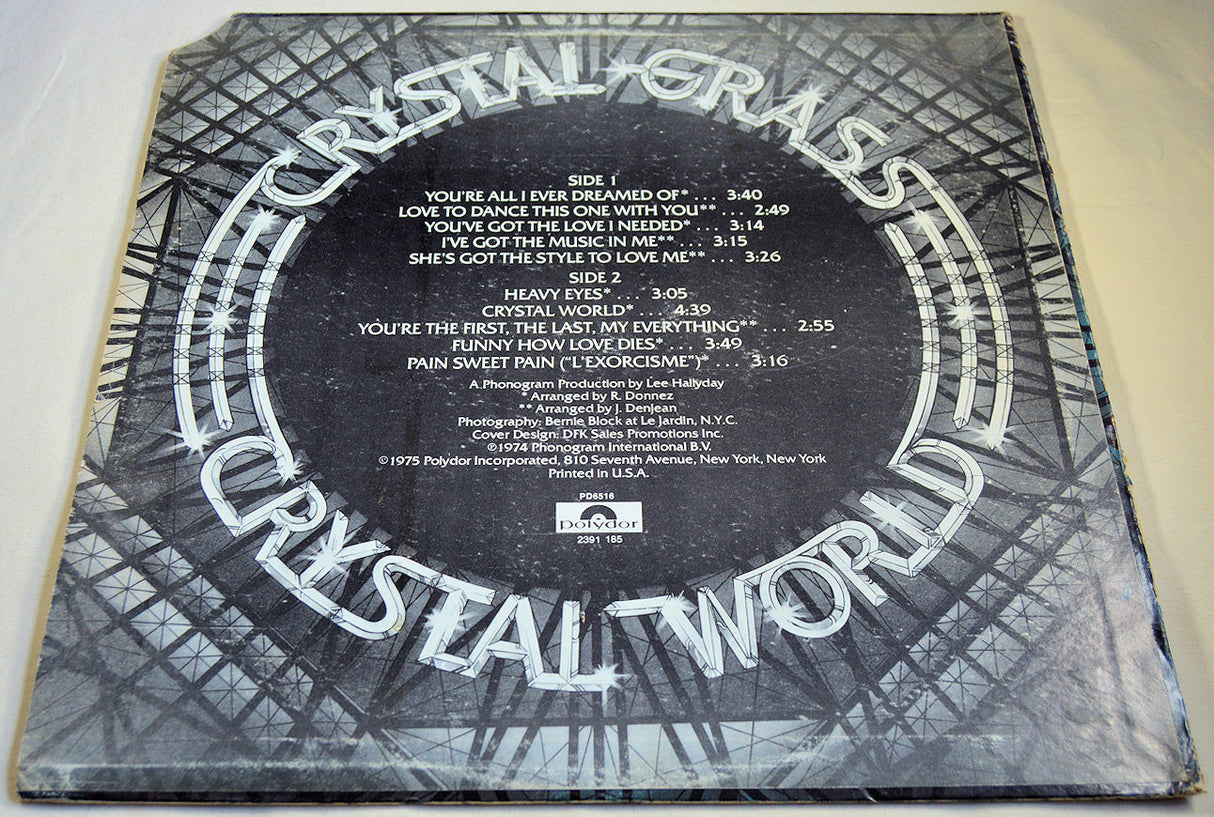 CRYSTAL GRASS
SIDE 1
YOU'RE ALL I EVER DREAMED OF* . . . 3:40
LOVE TO DANCE THIS ONE WITH YOU** . . . 2:49
YOU'VE GOT THE LOVE I NEEDED* . . . 3:14
I'VE GOT THE MUSIC IN ME** . . . 3:15
SHE'S GOT THE STYLE TO LOVE ME** . . . 3:26
SIDE 2
HEAVY EYES* . . . 3:05
CRYSTAL WORLD* . . . 4:39
YOU'RE THE FIRST, THE LAST, MY EVERYTHING** . . . 2:55
FUNNY HOW LOVE DIES* . . . 3:49
PAIN SWEET PAIN ("L'EXORCISME")* . . . 3:16
A Phonogram Production by Lee Hallyday
* Arranged by R. Donnez
** Arranged by J. Denjean
Photography: Bernie Block at Le Jardin, N.Y.C.
Cover Design: DFK Sales Promotions Inc.
℗1974 Phonogram International B.V.
©1975 Polydor Incorporated, 810 Seventh Avenue, New York, New York
Printed in U.S.A.
PD6516
polydor
2391 185
CRYSTAL WORLD